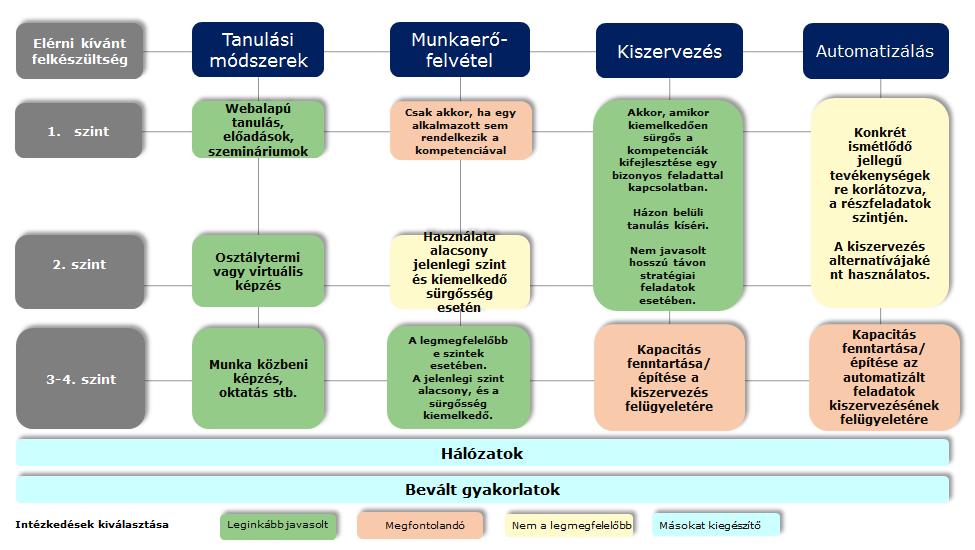 Elérni kívánt
felkészültség
Tanulási
módszerek
Munkaerő-
felvétel
Kiszervezés
Automatizálás
1. szint
Webalapú
tanulás,
előadások,
szemináriumok
Csak akkor, ha egy
alkalmazott sem
rendelkezik a
kompetenciával
Akkor, amikor
kiemelkedően
sürgős a
kompetenciák
kifejlesztése egy
bizonyos feladattal
kapcsolatban.
Házon belüli
tanulás kíséri.
Nem javasolt
hosszú távon
stratégiai
feladatok
esetében.
Konkrét
ismétlődő
jellegű
tevékenységek
re korlátozva,
a részfeladatok
szintjén.
A kiszervezés
alternatívájaké
nt használatos.
2. szint
Osztálytermi
vagy virtuális
képzés
Használata
alacsony
jelenlegi szint
és kiemelkedő
sürgősség
esetén
3-4. szint
Munka közbeni
képzés,
oktatás stb.
A legmegfelelőbb
e szintek
esetében.
A jelenlegi szint
alacsony, és a
sürgősség
kiemelkedő.
Kapacitás
fenntartása/
építése a
kiszervezés
felügyeletére
Kapacitás
fenntartása/
építése az
automatizált
feladatok
kiszervezésének
felügyeletére
Hálózatok
Bevált gyakorlatok
Intézkedések kiválasztása
Leginkább javasolt
Megfontolandó
Nem a legmegfelelőbb
Másokat kiegészítő